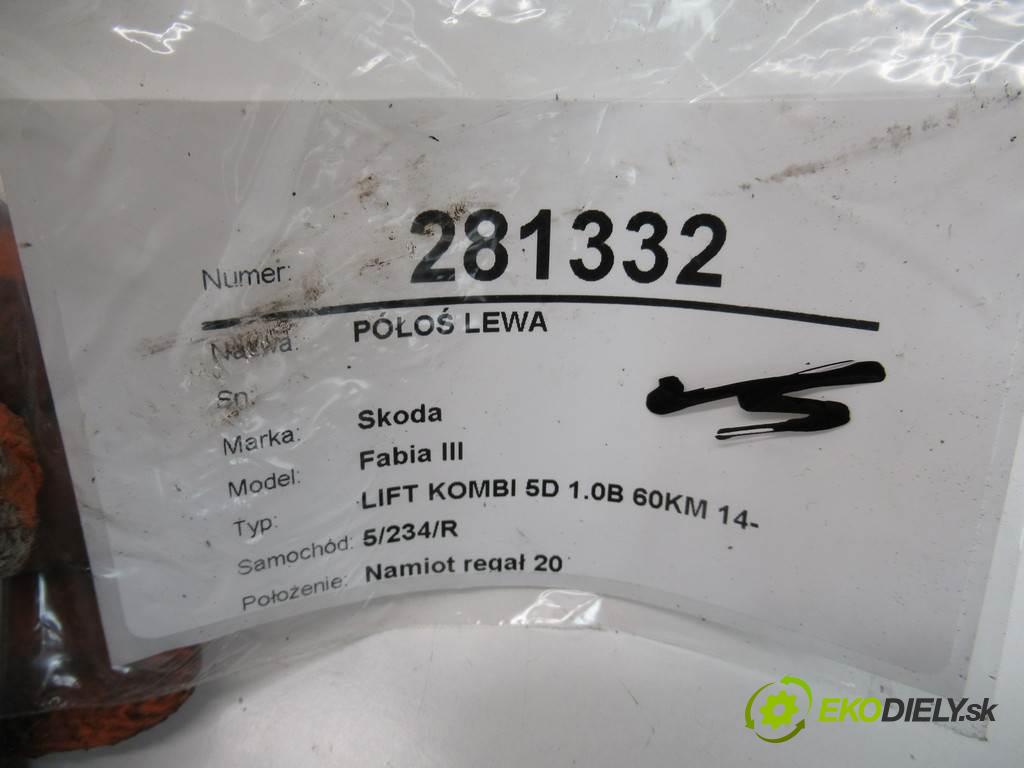 Numer: 281332
Nazwa: PÓŁOŚ LEWA
Sn:
Marka: Skoda
Model: Fabia III
Typ: LIFT KOMBI 5D 1.0B 60KM 14-
Samochód: 5/234/R
Położenie: Namiot regał 20
EKODIELY.sk